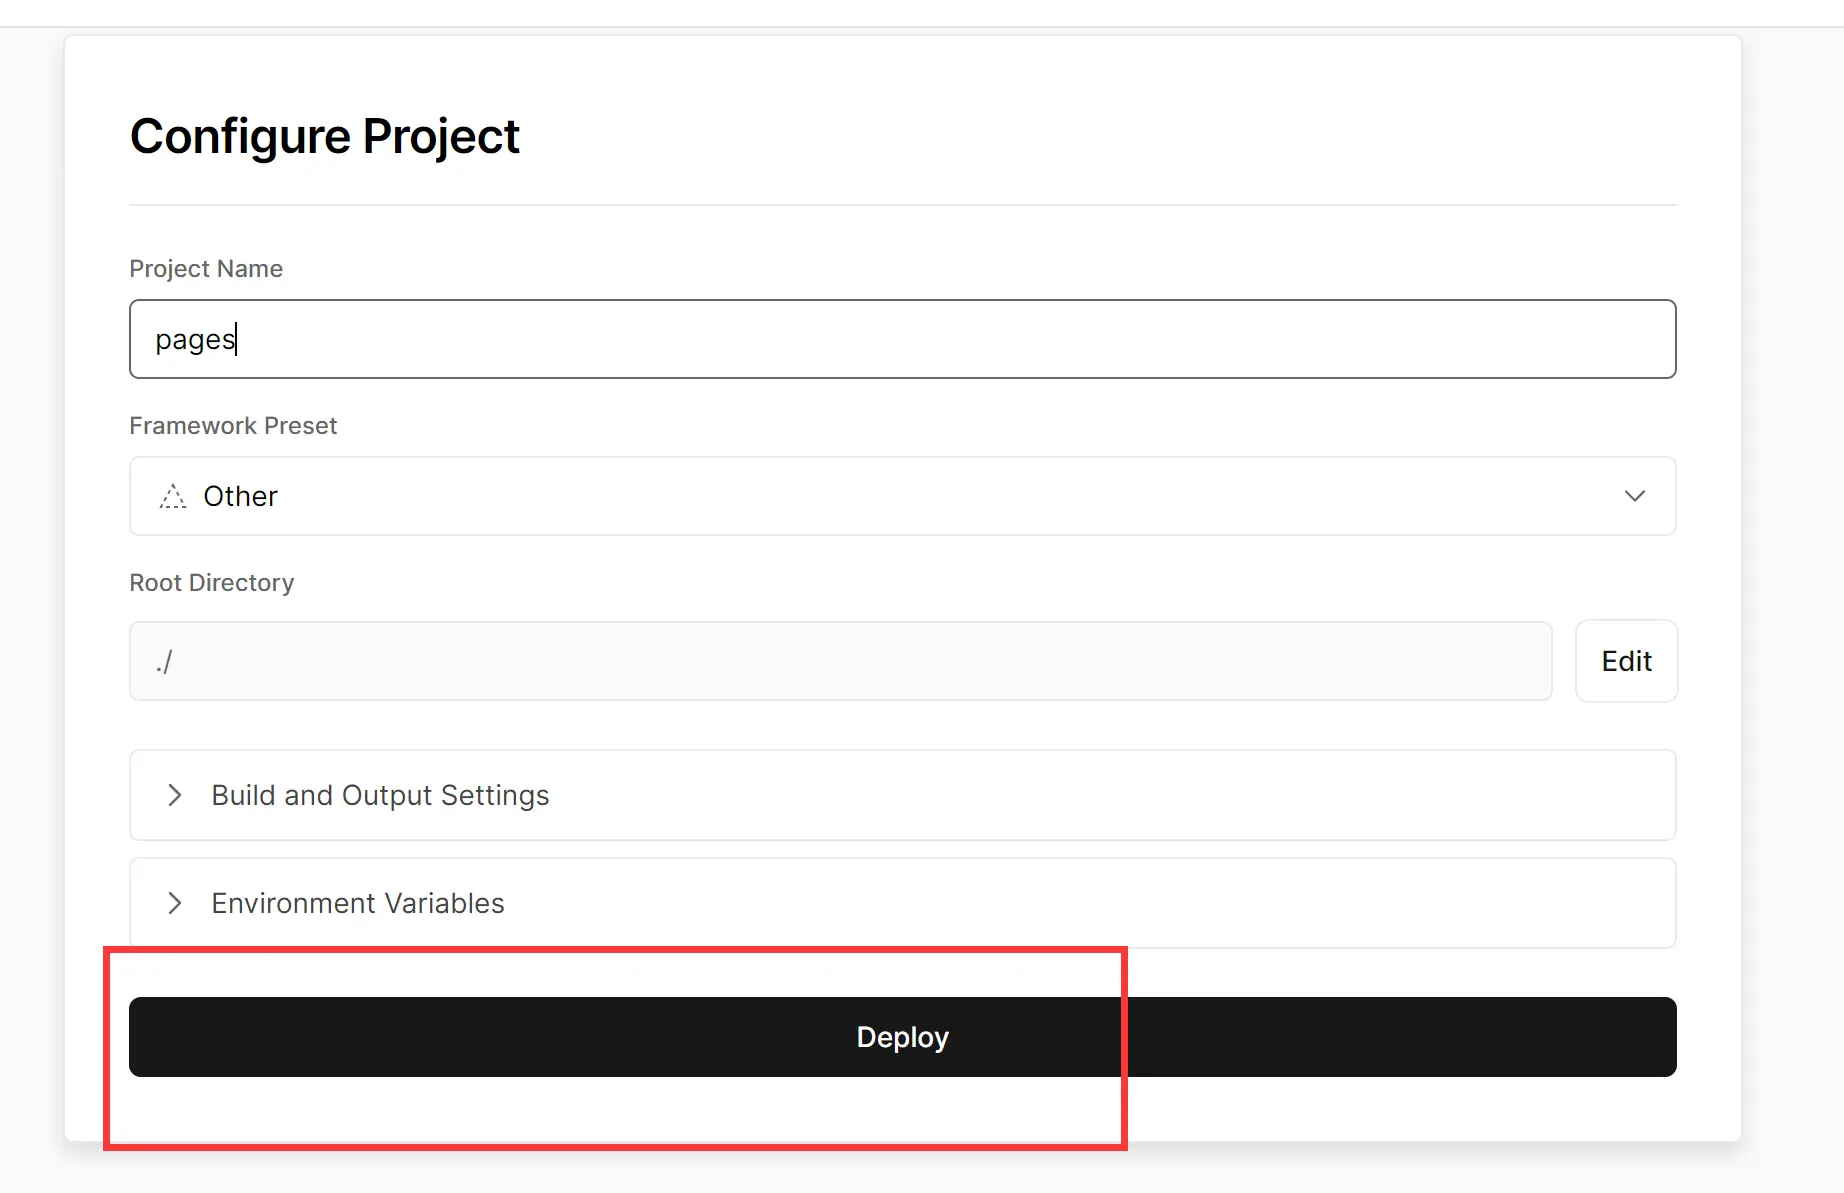 Configure Project
Project Name
pages
Framework Preset
Other
Root Directory
./
Edit
Build and Output Settings
Environment Variables
Deploy